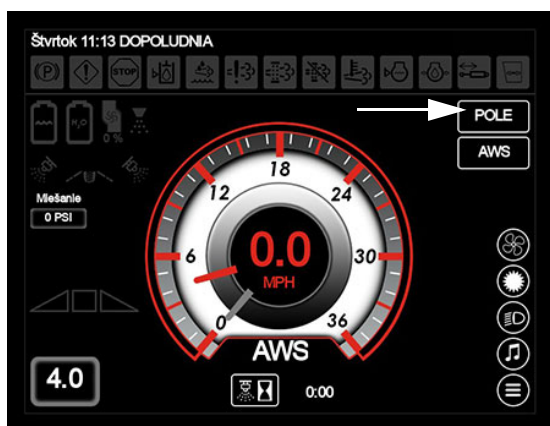 Štvrtok 11:13 DOPOLUDNIA
(P) STOP
H₂O
0 %
POLE
AWS
Miešanie
0 PSI
0 6 12 18 24 30 36
0.0
MPH
AWS
4.0
0:00